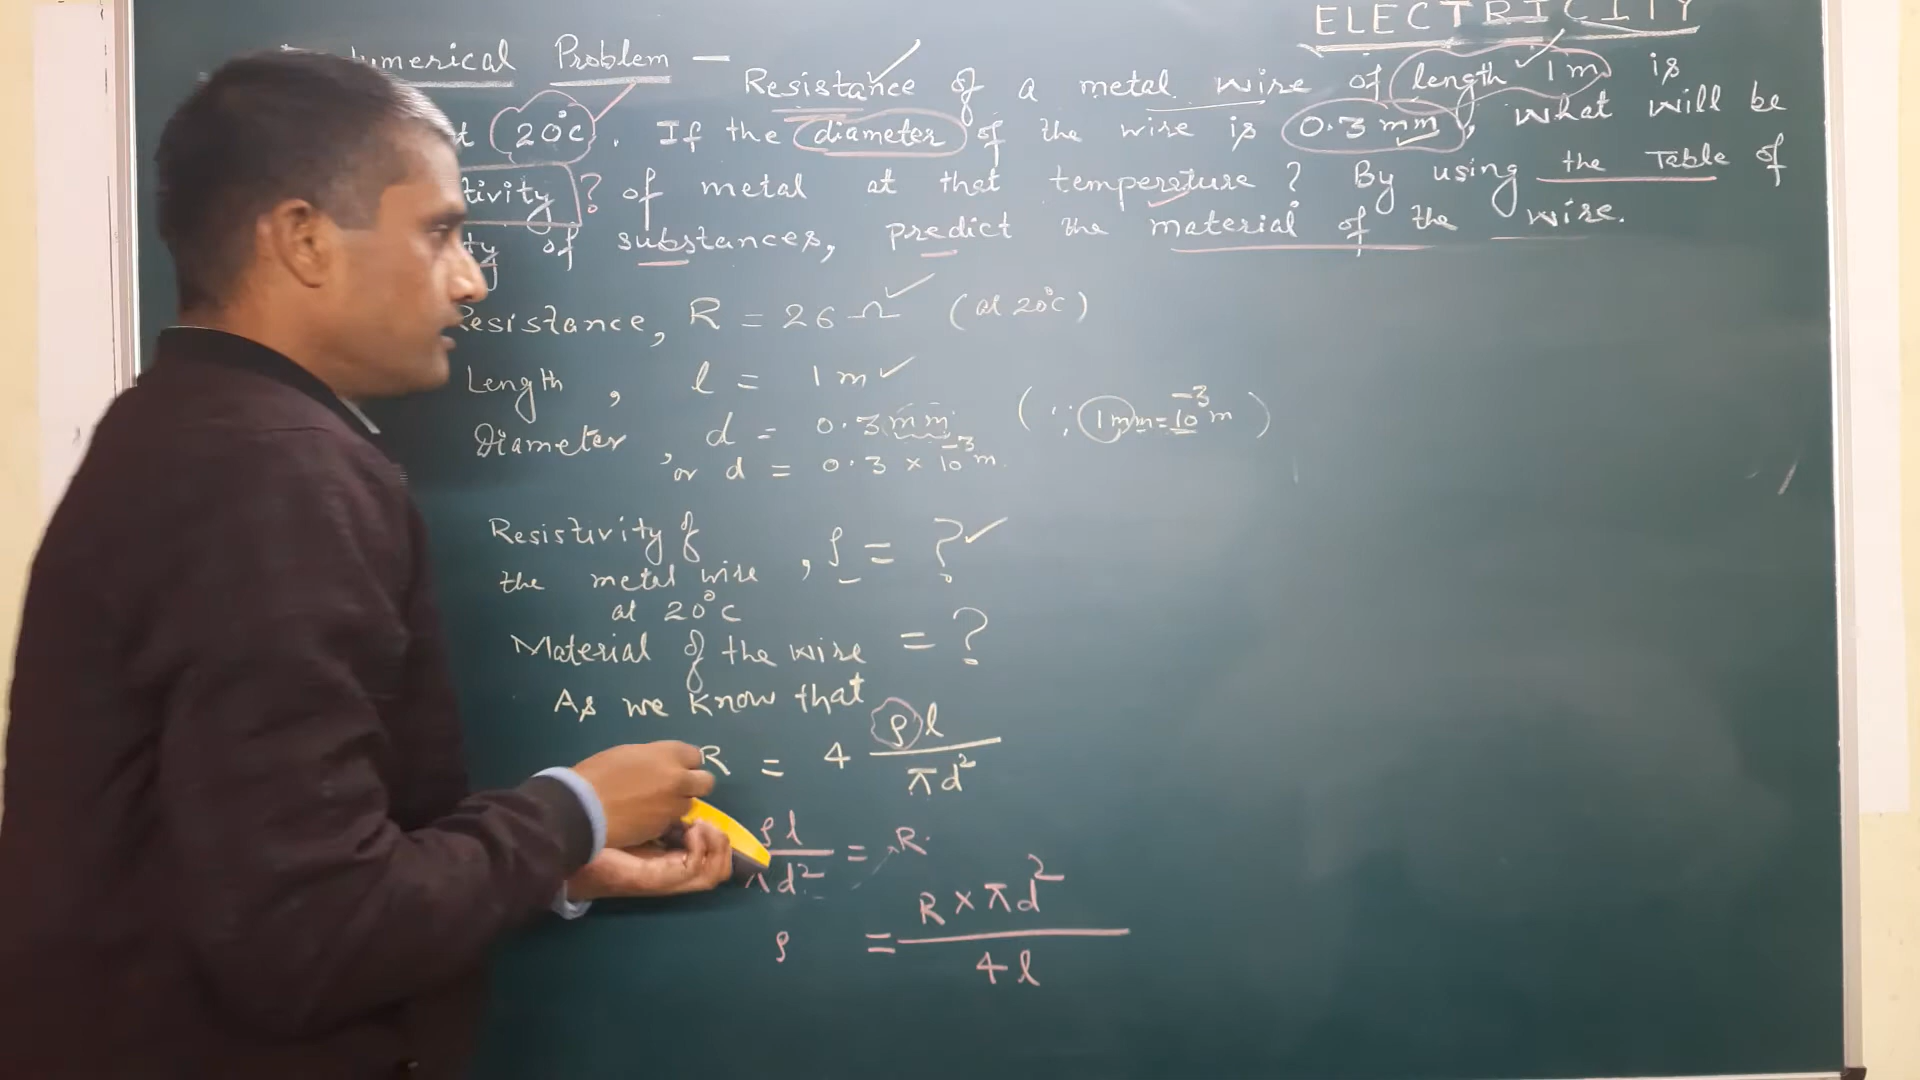 ELECTRICITY
Problem — Resistance of a metal wire of length 1 m is
20°C. If the diameter of the wire is 0.3 mm, what will be
tivity ? of metal at that temperature ? By using the Table of
ty of substances, predict the material of the wire.
Resistance, R = 26 Ω (at 20°C)
Length, l = 1 m
Diameter, d = 0.3 mm (∵ 1mm = 10⁻³ m)
or d = 0.3 × 10⁻³ m.
Resistivity of
the metal wire, ρ = ?
at 20°C
Material of the wire = ?
As we know that
R = 4 ρl / πd²
ρl / πd² = R
ρ = R × πd² / 4l